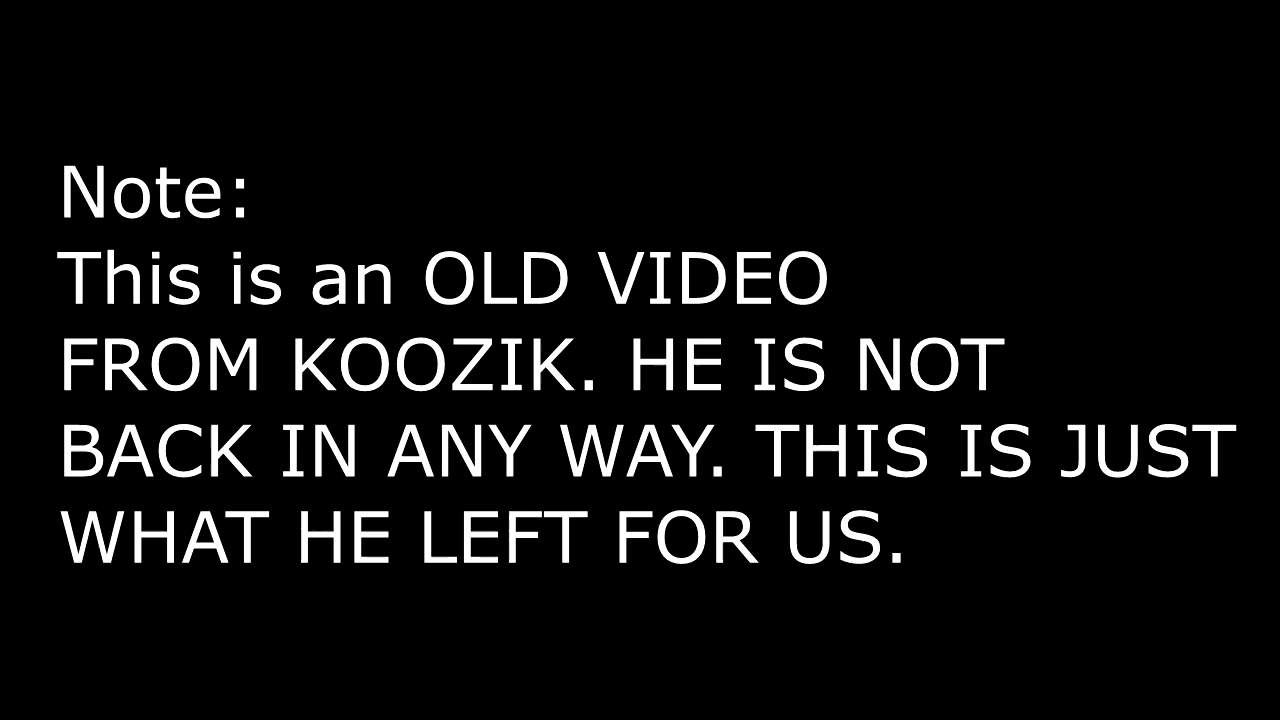 Note:
This is an OLD VIDEO
FROM KOOZIK. HE IS NOT
BACK IN ANY WAY. THIS IS JUST
WHAT HE LEFT FOR US.